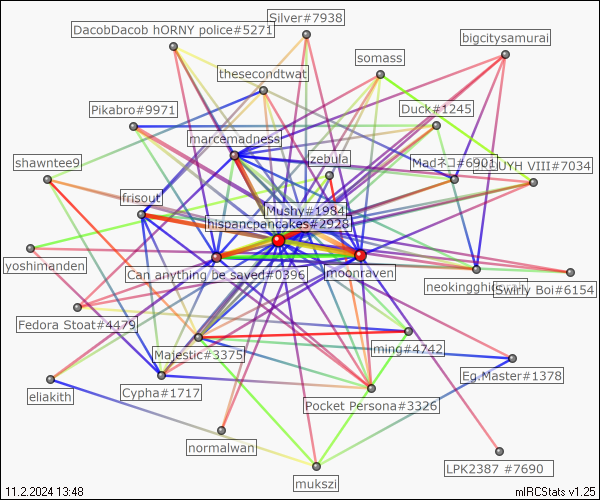 Silver#7938
DacobDacob hORNY police#5271
bigcitysamurai
somass
thesecondtwat
Pikabro#9971
Duck#1245
marcemadness
zebula
Madネコ#6901
UYH VIII#7034
shawntee9
frisout
Mushy#1984
hispancpancakes#2928
yoshimanden
Can anything be saved#0396
moonraven
Swirly Boi#6154
Fedora Stoat#4479
Majestic#3375
ming#4742
Eg.Master#1378
eliakith
Cypha#1717
Pocket Persona#3326
normalwan
LPK2387 #7690
mukszi
11.2.2024 13:48
mIRCStats v1.25